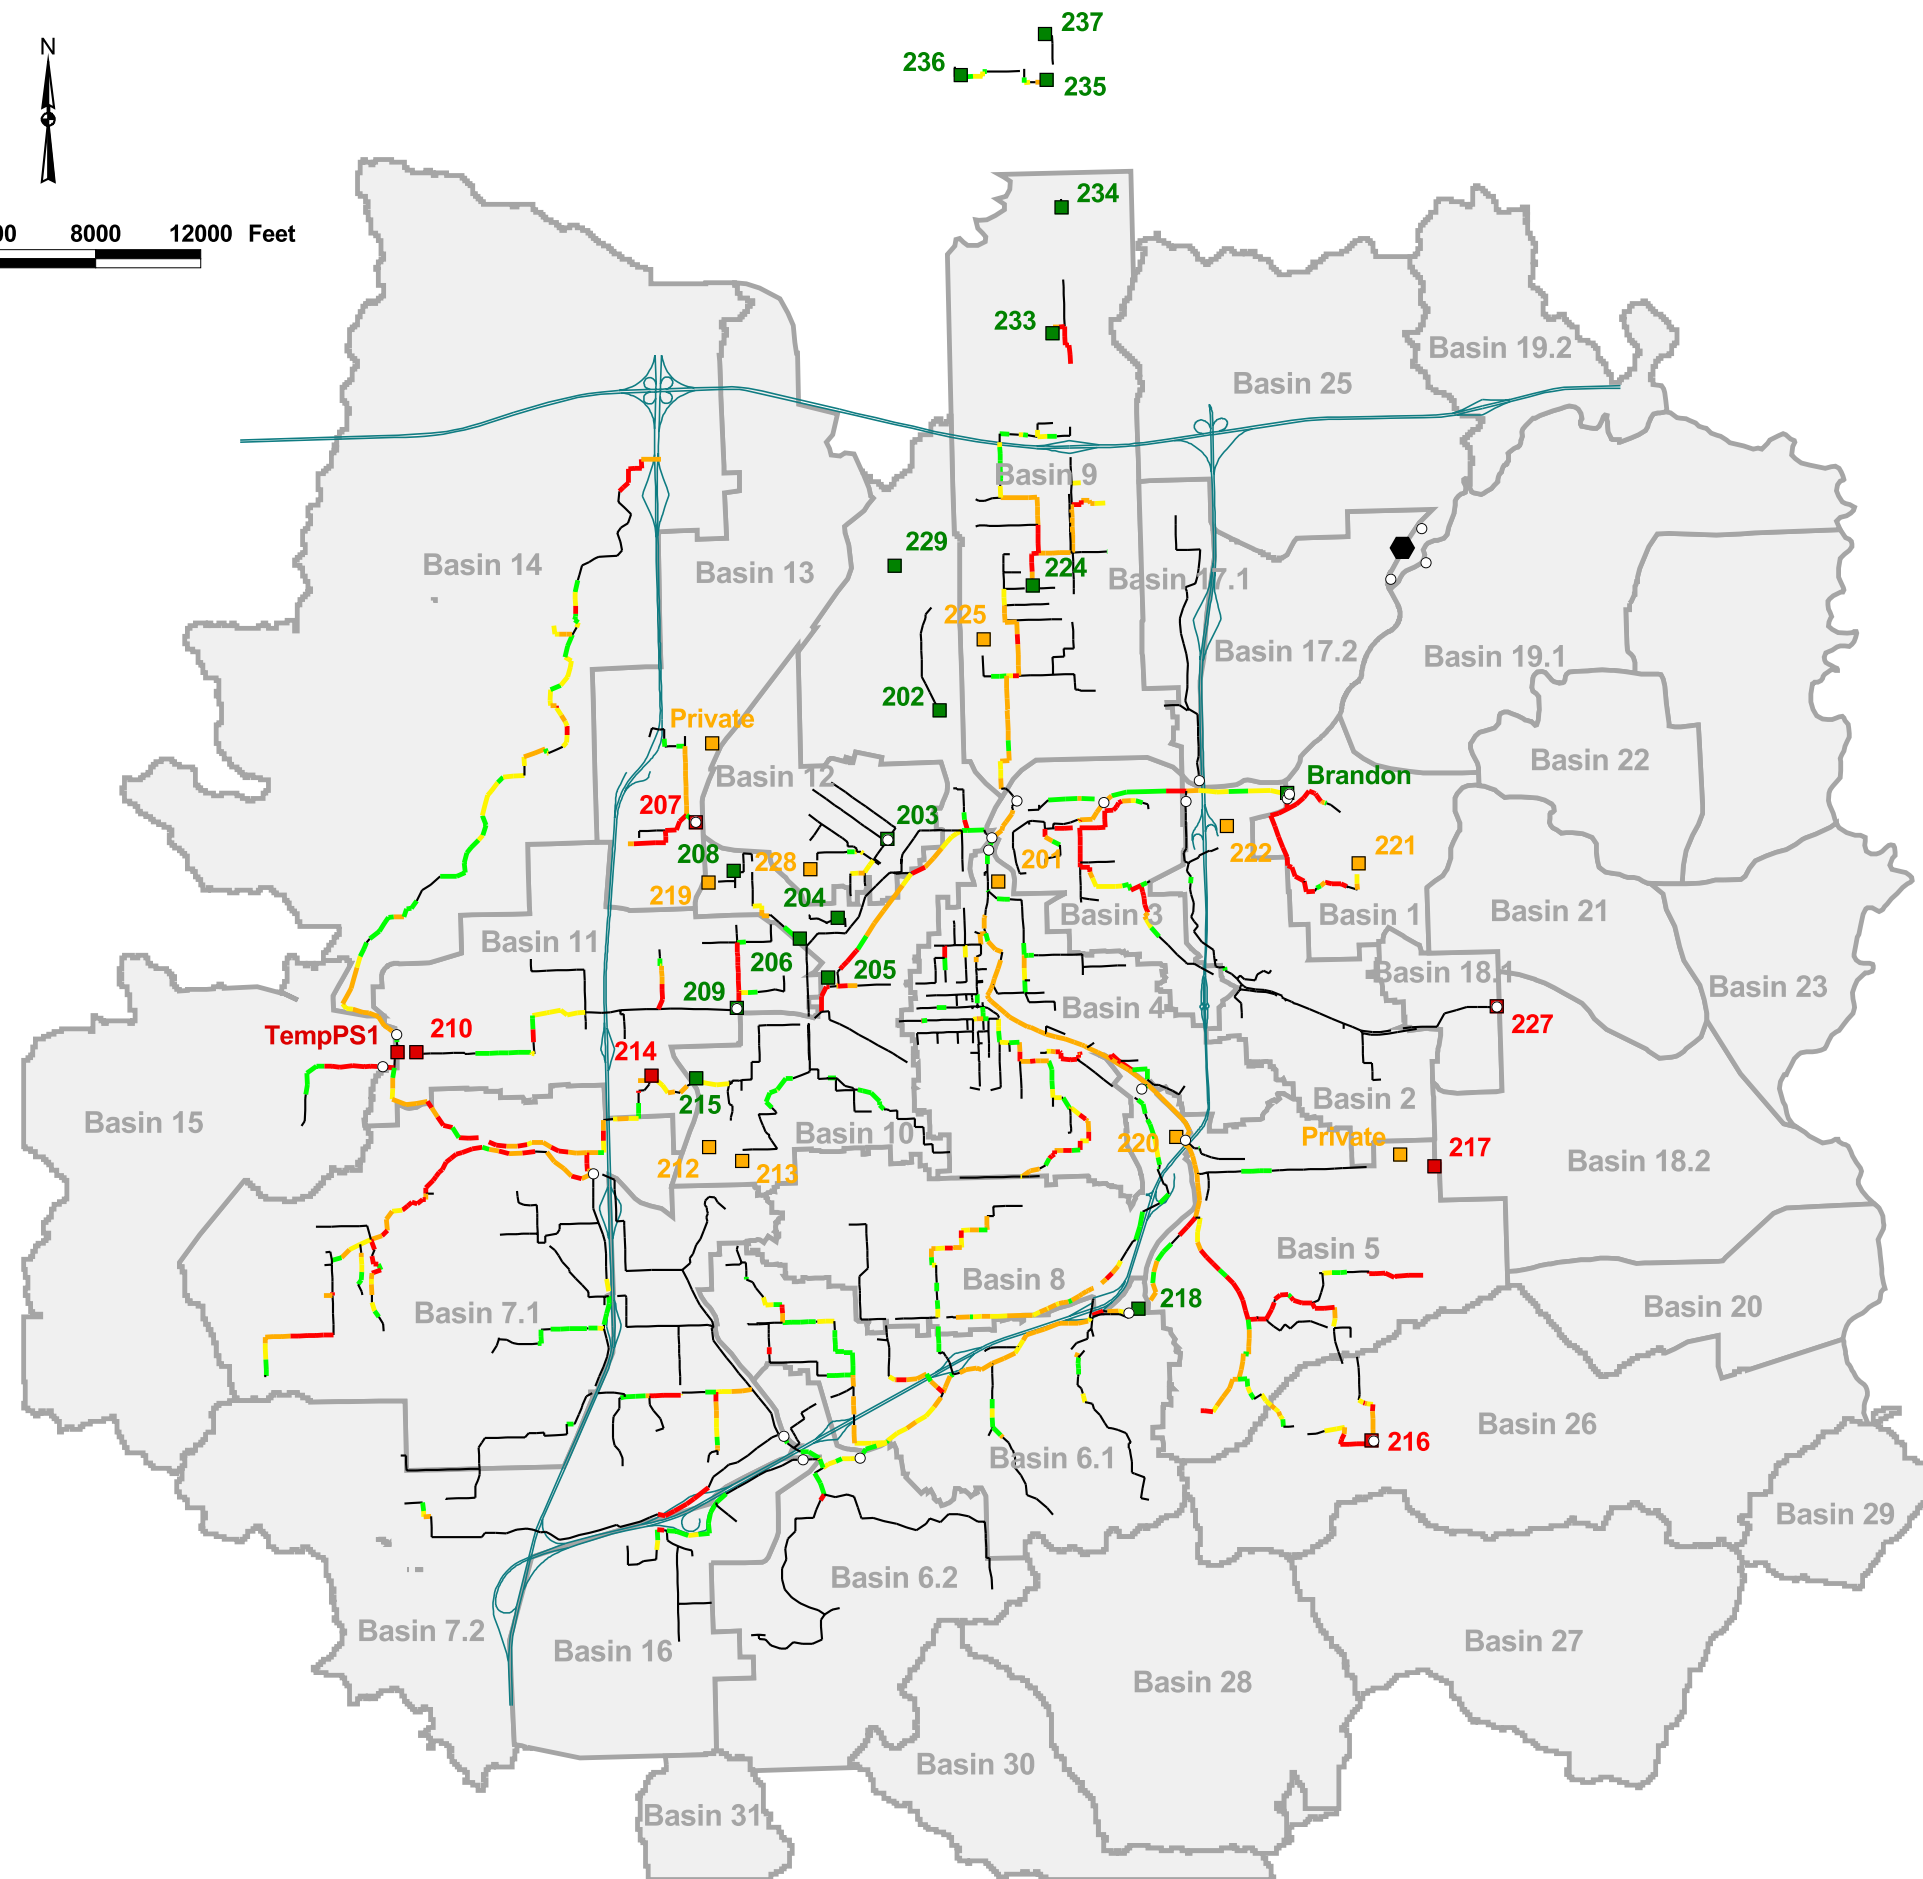 237
N
236
235
234
00 8000 12000 Feet
233
Basin 19.2
Basin 25
Basin 9
229
Basin 14
224
Basin 13
Basin 17.1
225
Basin 17.2
Basin 19.1
202
Private
Basin 22
Basin 12
Brandon
207
203
208
228
201
222
221
219
204
Basin 3
Basin 1
Basin 21
Basin 11
206
205
Basin 18.1
209
Basin 4
Basin 23
227
TempPS1
210
214
215
Basin 2
Basin 15
Basin 10
Private
220
217
212
213
Basin 18.2
Basin 5
Basin 8
218
Basin 20
Basin 7.1
Basin 26
216
Basin 6.1
Basin 29
Basin 6.2
Basin 7.2
Basin 16
Basin 27
Basin 28
Basin 30
Basin 31